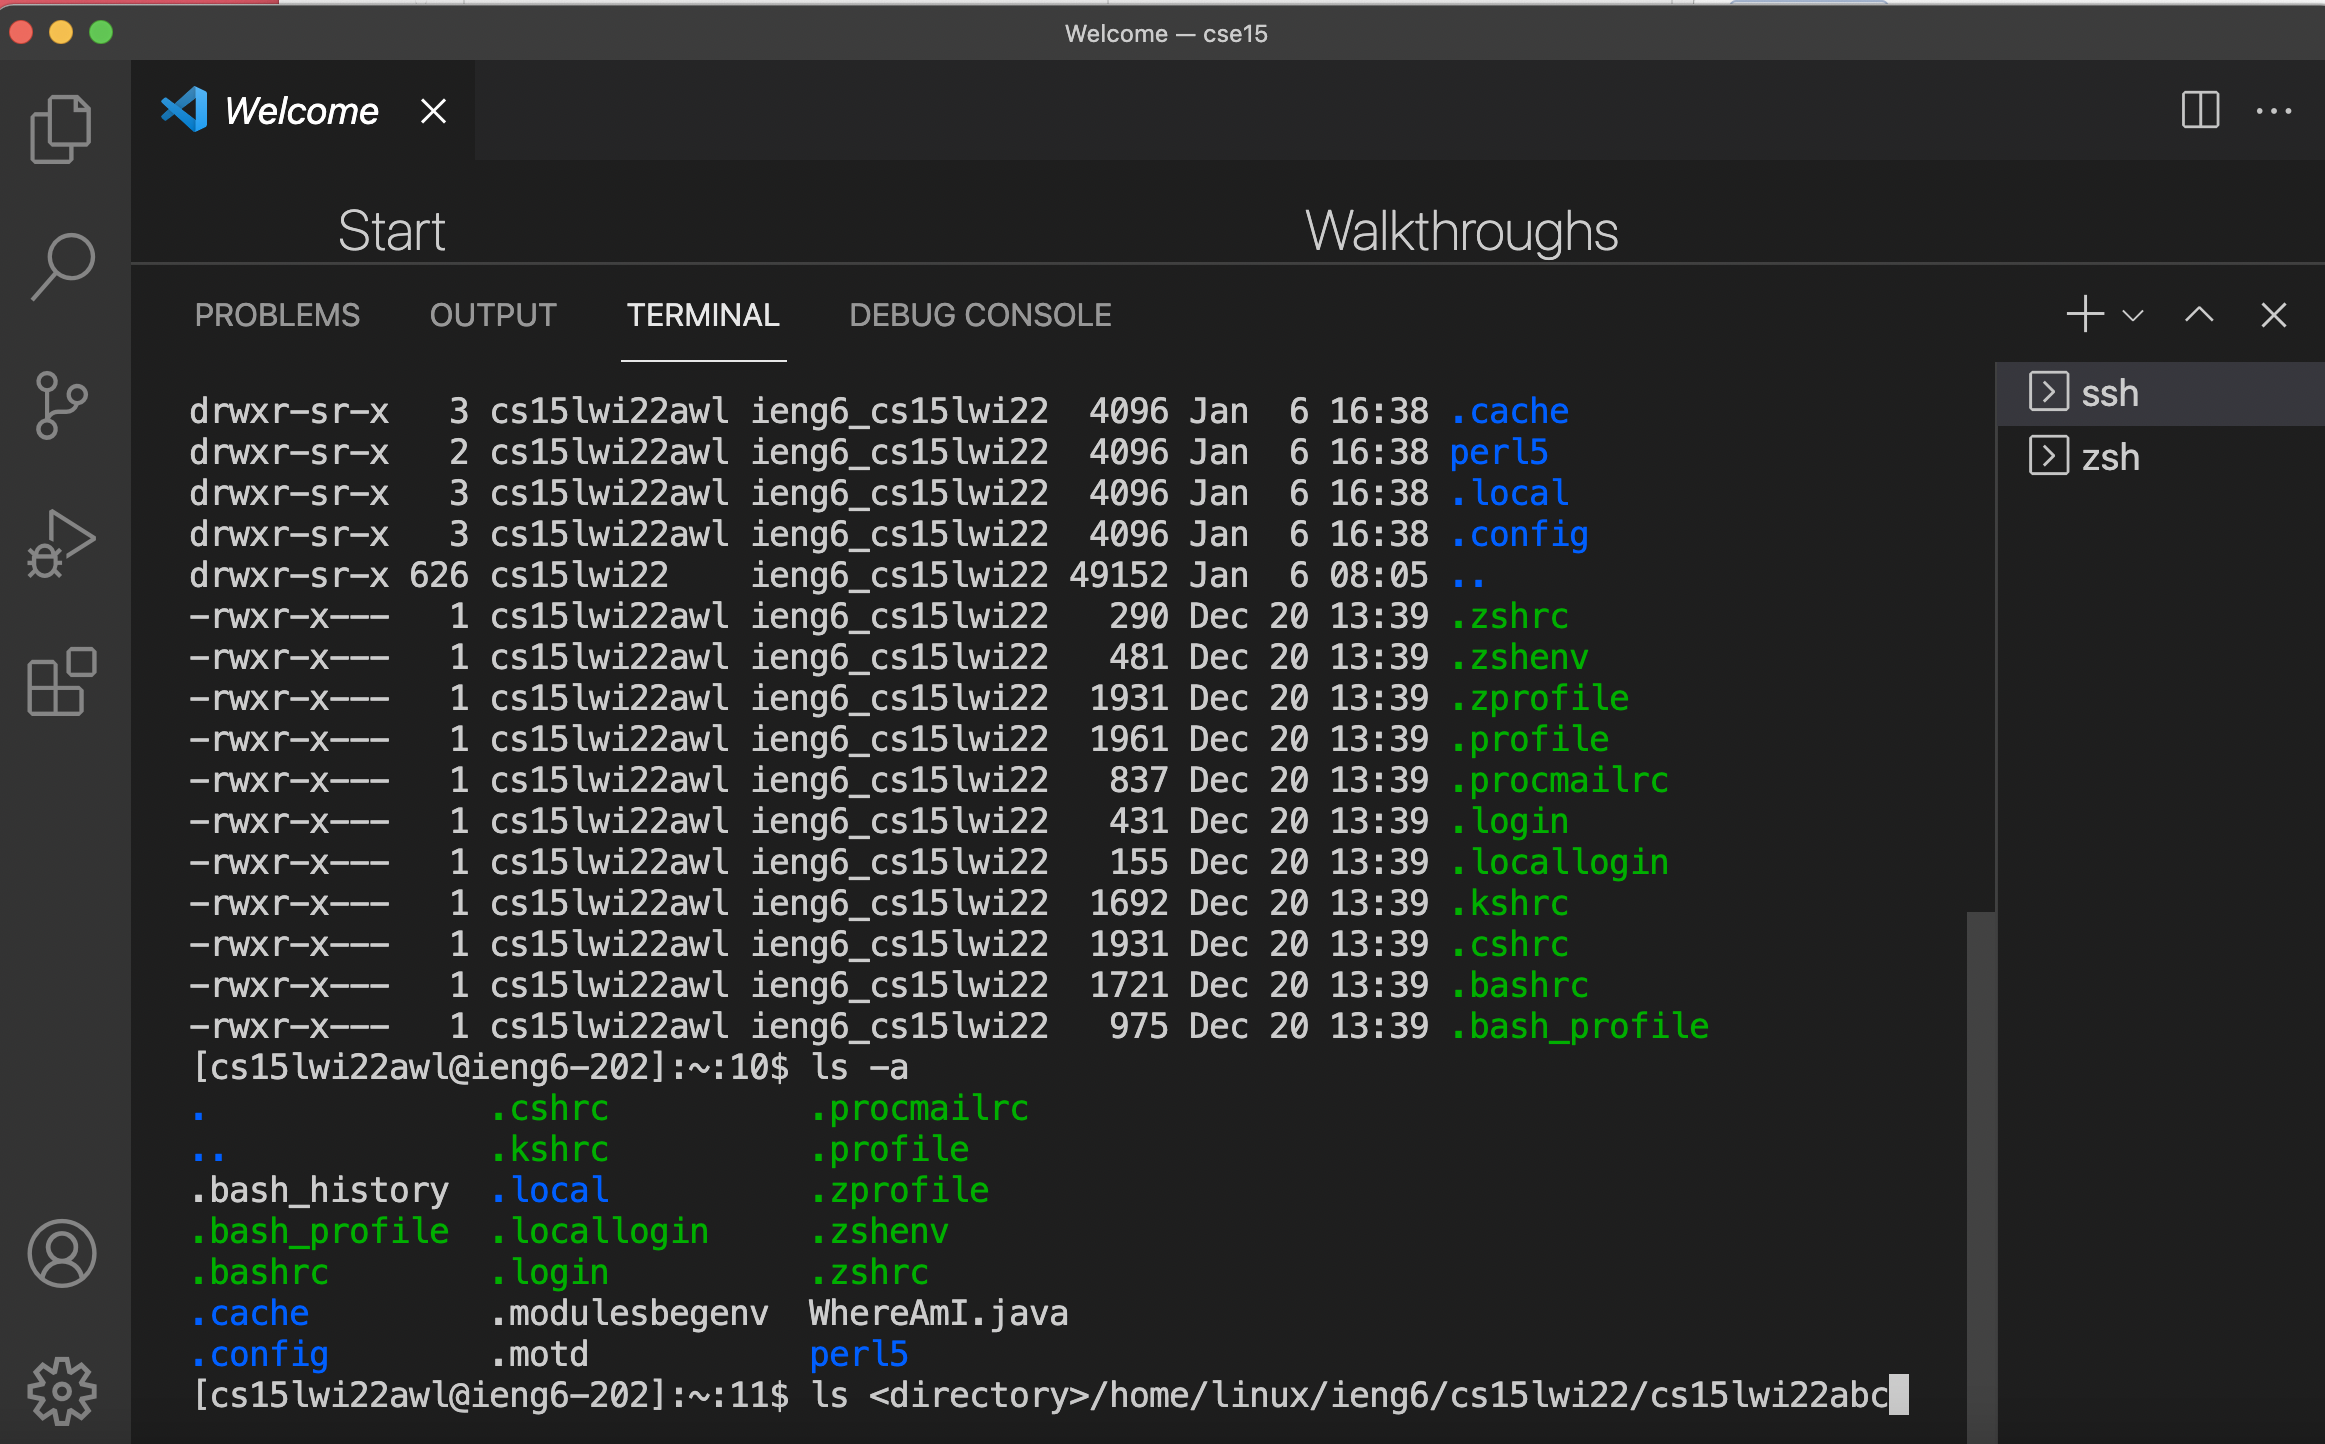 Welcome — cse15
Welcome
Start
Walkthroughs
PROBLEMS OUTPUT TERMINAL DEBUG CONSOLE
ssh
zsh
drwxr-sr-x   3 cs15lwi22awl ieng6_cs15lwi22  4096 Jan  6 16:38 .cache
drwxr-sr-x   2 cs15lwi22awl ieng6_cs15lwi22  4096 Jan  6 16:38 perl5
drwxr-sr-x   3 cs15lwi22awl ieng6_cs15lwi22  4096 Jan  6 16:38 .local
drwxr-sr-x   3 cs15lwi22awl ieng6_cs15lwi22  4096 Jan  6 16:38 .config
drwxr-sr-x 626 cs15lwi22    ieng6_cs15lwi22 49152 Jan  6 08:05 ..
-rwxr-x---   1 cs15lwi22awl ieng6_cs15lwi22   290 Dec 20 13:39 .zshrc
-rwxr-x---   1 cs15lwi22awl ieng6_cs15lwi22   481 Dec 20 13:39 .zshenv
-rwxr-x---   1 cs15lwi22awl ieng6_cs15lwi22  1931 Dec 20 13:39 .zprofile
-rwxr-x---   1 cs15lwi22awl ieng6_cs15lwi22  1961 Dec 20 13:39 .profile
-rwxr-x---   1 cs15lwi22awl ieng6_cs15lwi22   837 Dec 20 13:39 .procmailrc
-rwxr-x---   1 cs15lwi22awl ieng6_cs15lwi22   431 Dec 20 13:39 .login
-rwxr-x---   1 cs15lwi22awl ieng6_cs15lwi22   155 Dec 20 13:39 .locallogin
-rwxr-x---   1 cs15lwi22awl ieng6_cs15lwi22  1692 Dec 20 13:39 .kshrc
-rwxr-x---   1 cs15lwi22awl ieng6_cs15lwi22  1931 Dec 20 13:39 .cshrc
-rwxr-x---   1 cs15lwi22awl ieng6_cs15lwi22  1721 Dec 20 13:39 .bashrc
-rwxr-x---   1 cs15lwi22awl ieng6_cs15lwi22   975 Dec 20 13:39 .bash_profile
[cs15lwi22awl@ieng6-202]:~:10$ ls -a
.              .cshrc          .procmailrc
..             .kshrc          .profile
.bash_history  .local          .zprofile
.bash_profile  .locallogin     .zshenv
.bashrc        .login          .zshrc
.cache         .modulesbegenv  WhereAmI.java
.config        .motd           perl5
[cs15lwi22awl@ieng6-202]:~:11$ ls <directory>/home/linux/ieng6/cs15lwi22/cs15lwi22abc